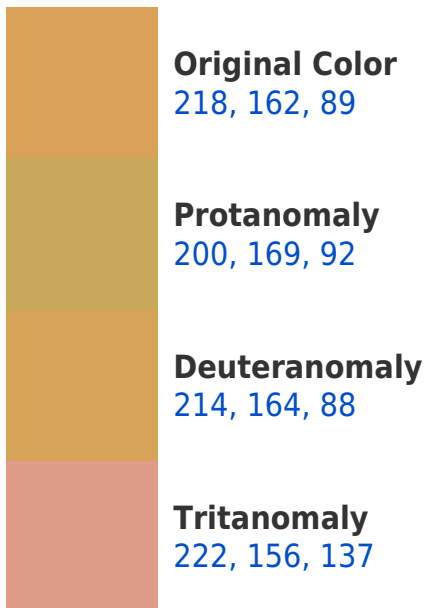 Original Color
218, 162, 89
Protanomaly
200, 169, 92
Deuteranomaly
214, 164, 88
Tritanomaly
222, 156, 137